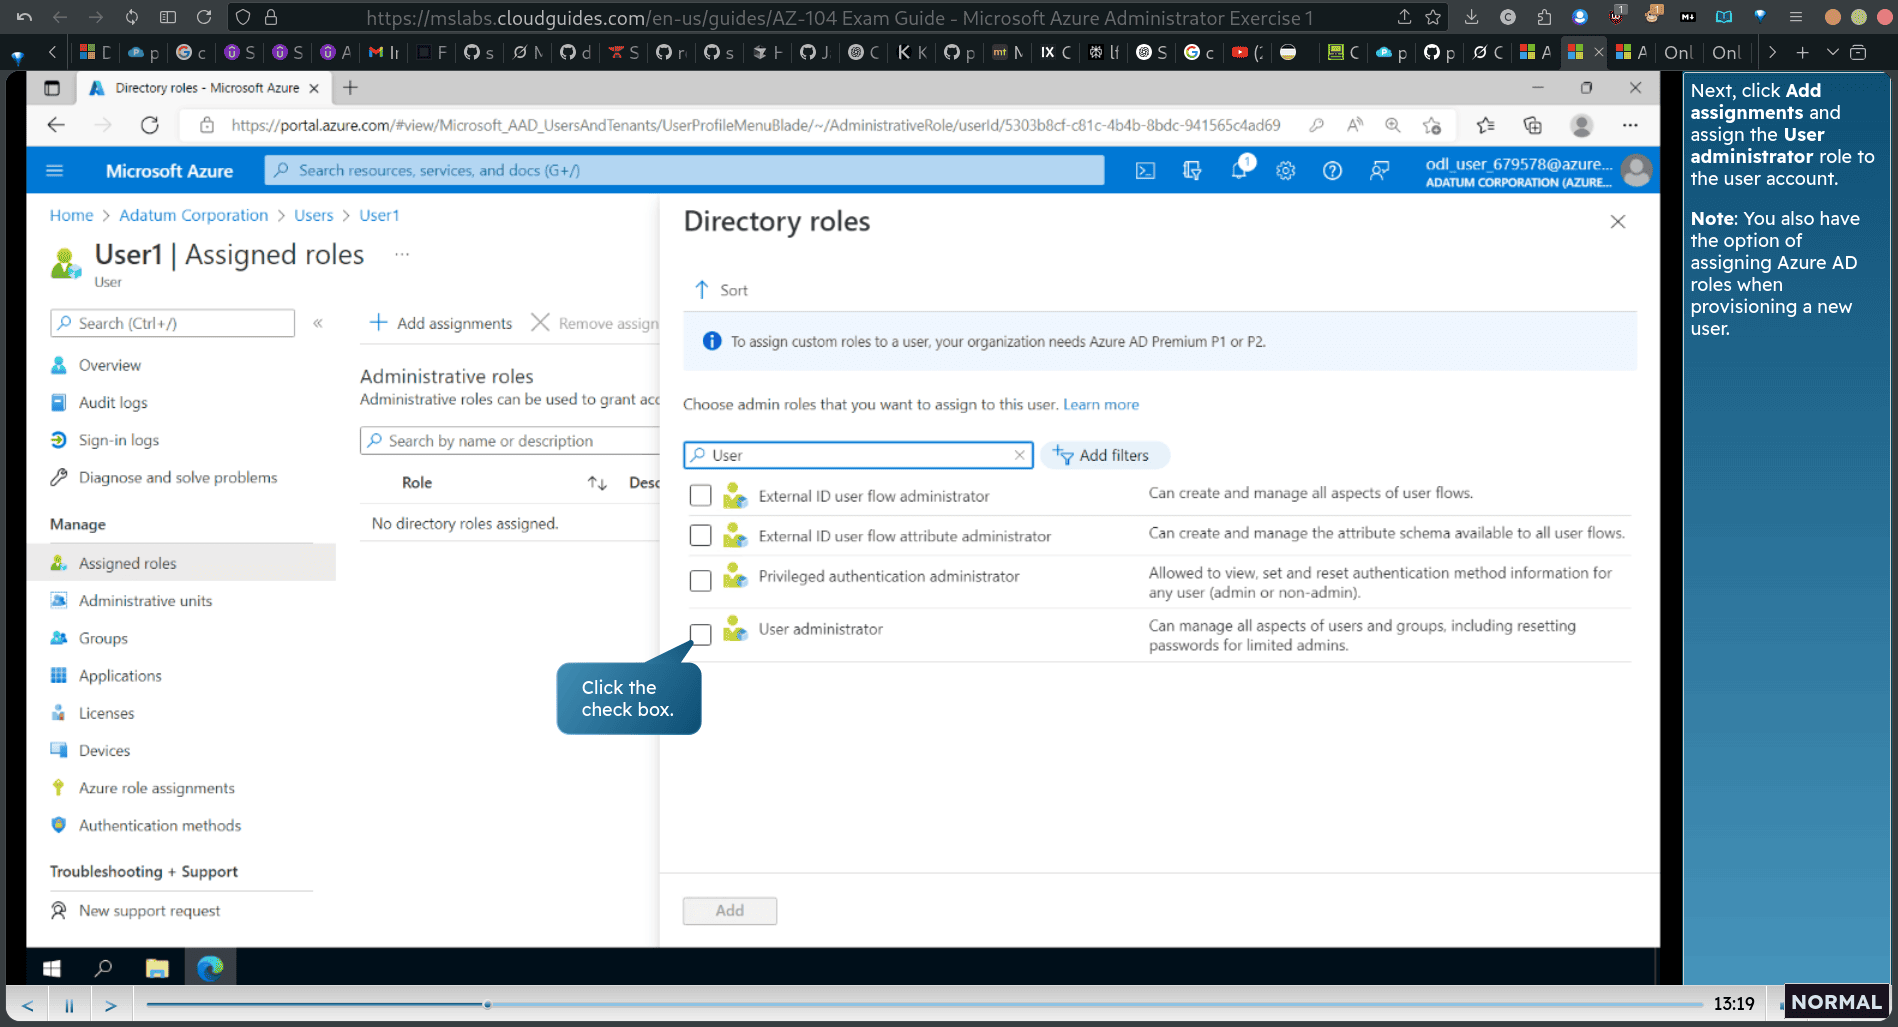 https://mslabs.cloudguides.com/en-us/guides/AZ-104 Exam Guide - Microsoft Azure Administrator Exercise 1
Directory roles - Microsoft Azure
https://portal.azure.com/#view/Microsoft_AAD_UsersAndTenants/UserProfileMenuBlade/~/AdministrativeRole/userId/5303b8cf-c81c-4b4b-8bdc-941565c4ad69
Microsoft Azure
Search resources, services, and docs (G+/)
1
odl_user_679578@azure...
ADATUM CORPORATION (AZURE...
Home > Adatum Corporation > Users > User1
User1 | Assigned roles ...
User
Search (Ctrl+/)
«
Overview
Audit logs
Sign-in logs
Diagnose and solve problems
Manage
Assigned roles
Administrative units
Groups
Applications
Licenses
Devices
Azure role assignments
Authentication methods
Troubleshooting + Support
New support request
Add assignments
Remove assign
Administrative roles
Administrative roles can be used to grant acc
Search by name or description
Role
Desc
No directory roles assigned.
Directory roles
Sort
To assign custom roles to a user, your organization needs Azure AD Premium P1 or P2.
Choose admin roles that you want to assign to this user. Learn more
User
Add filters
External ID user flow administrator
Can create and manage all aspects of user flows.
External ID user flow attribute administrator
Can create and manage the attribute schema available to all user flows.
Privileged authentication administrator
Allowed to view, set and reset authentication method information for
any user (admin or non-admin).
User administrator
Can manage all aspects of users and groups, including resetting
passwords for limited admins.
Click the
check box.
Add
Next, click Add
assignments and
assign the User
administrator role to
the user account.
Note: You also have
the option of
assigning Azure AD
roles when
provisioning a new
user.
13:19
NORMAL